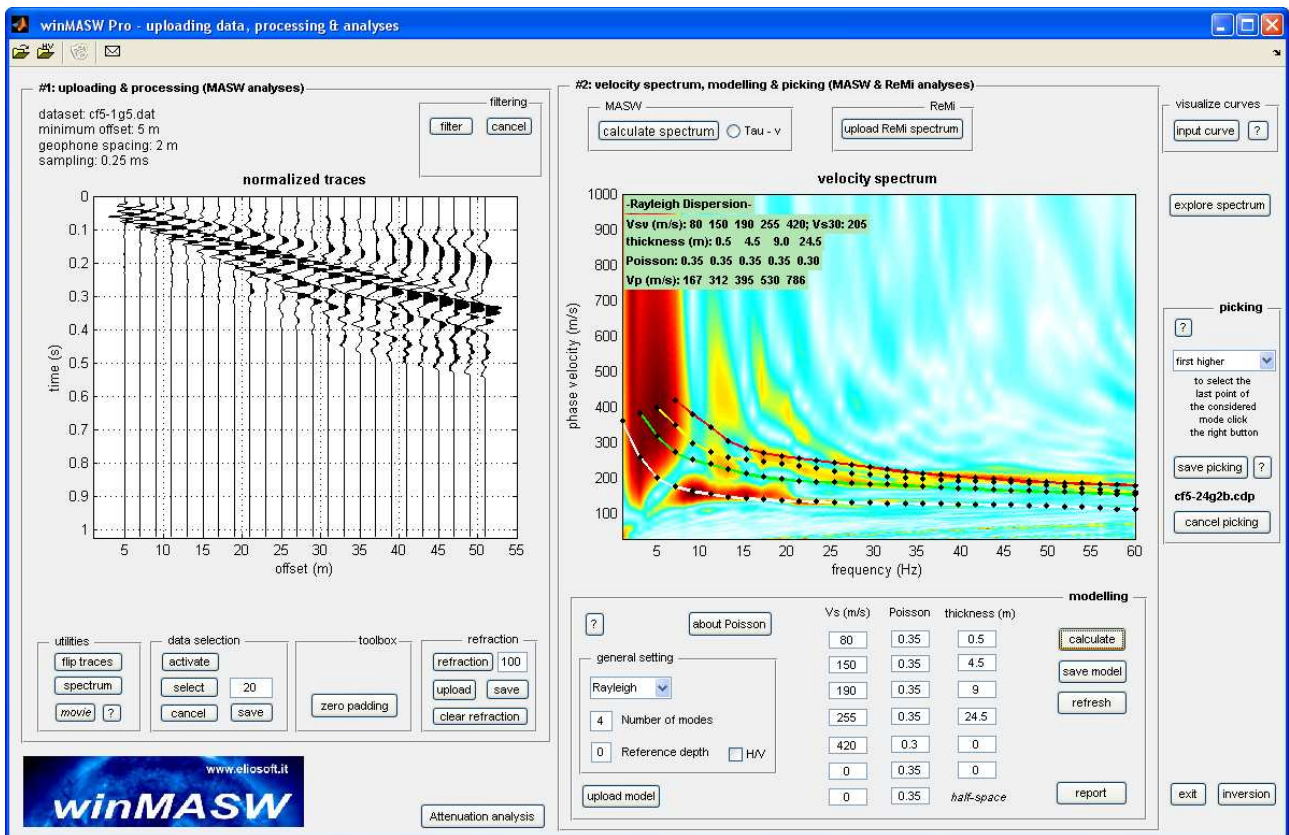 winMASW Pro - uploading data, processing & analyses
HV
#1: uploading & processing (MASW analyses)
dataset: cf5-1g5.dat
minimum offset: 5 m
geophone spacing: 2 m
sampling: 0.25 ms
filtering
filter
cancel
normalized traces
0
0.1
0.2
0.3
0.4
0.5
0.6
0.7
0.8
0.9
1
time (s)
5 10 15 20 25 30 35 40 45 50 55
offset (m)
utilities
flip traces
spectrum
movie
?
data selection
activate
select
20
cancel
save
toolbox
zero padding
refraction
refraction
100
upload
save
clear refraction
www.eliosoft.it
winMASW
Attenuation analysis
#2: velocity spectrum, modelling & picking (MASW & ReMi analyses)
MASW
calculate spectrum
Tau - v
ReMi
upload ReMi spectrum
velocity spectrum
-Rayleigh Dispersion-
Vsv (m/s): 80 150 190 255 420; Vs30: 205
thickness (m): 0.5 4.5 9.0 24.5
Poisson: 0.35 0.35 0.35 0.35 0.30
Vp (m/s): 167 312 395 530 786
1000
900
800
700
600
500
400
300
200
100
phase velocity (m/s)
5 10 15 20 25 30 35 40 45 50 55 60
frequency (Hz)
modelling
?
about Poisson
general setting
Rayleigh
4 Number of modes
0 Reference depth
H/V
upload model
Vs (m/s) Poisson thickness (m)
80 0.35 0.5
150 0.35 4.5
190 0.35 9
255 0.35 24.5
420 0.3 0
0 0.35 0
0 0.35 half-space
calculate
save model
refresh
report
visualize curves
input curve
?
explore spectrum
picking
?
first higher
to select the
last point of
the considered
mode click
the right button
save picking
?
cf5-24g2b.cdp
cancel picking
exit
inversion